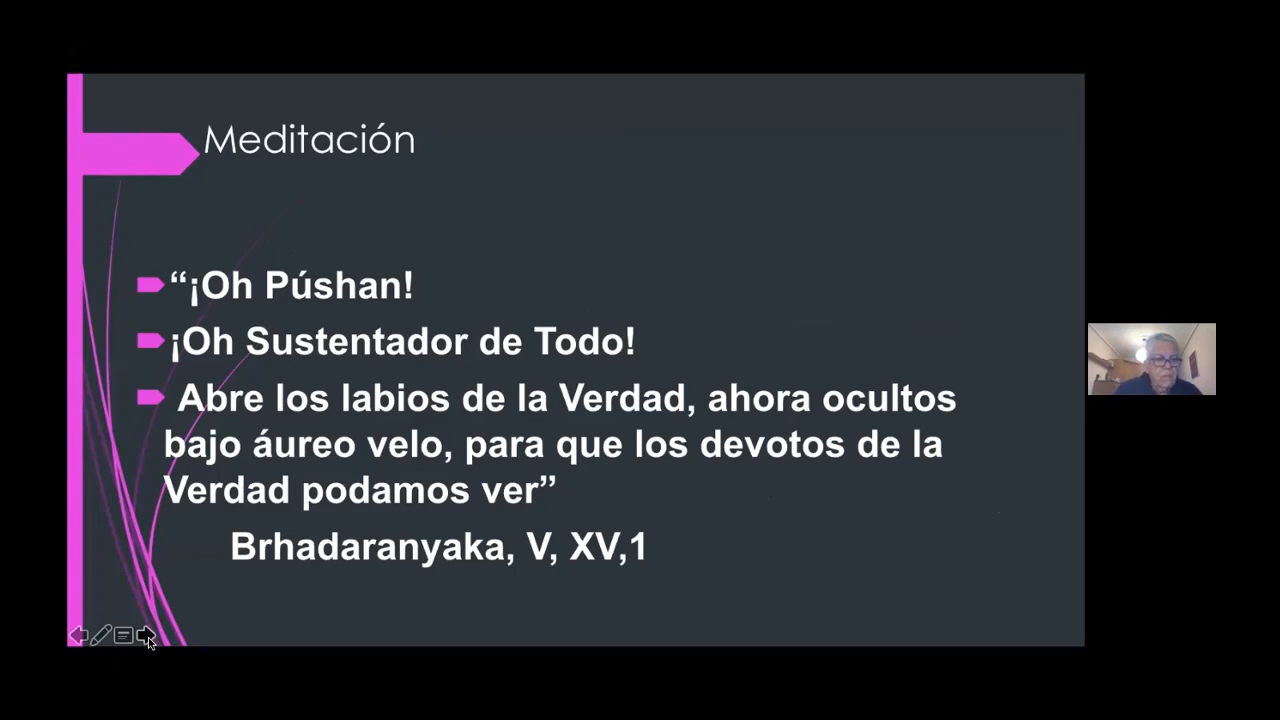 Meditación
“¡Oh Púshan!
¡Oh Sustentador de Todo!
Abre los labios de la Verdad, ahora ocultos
bajo áureo velo, para que los devotos de la
Verdad podamos ver”
Brhadaranyaka, V, XV,1